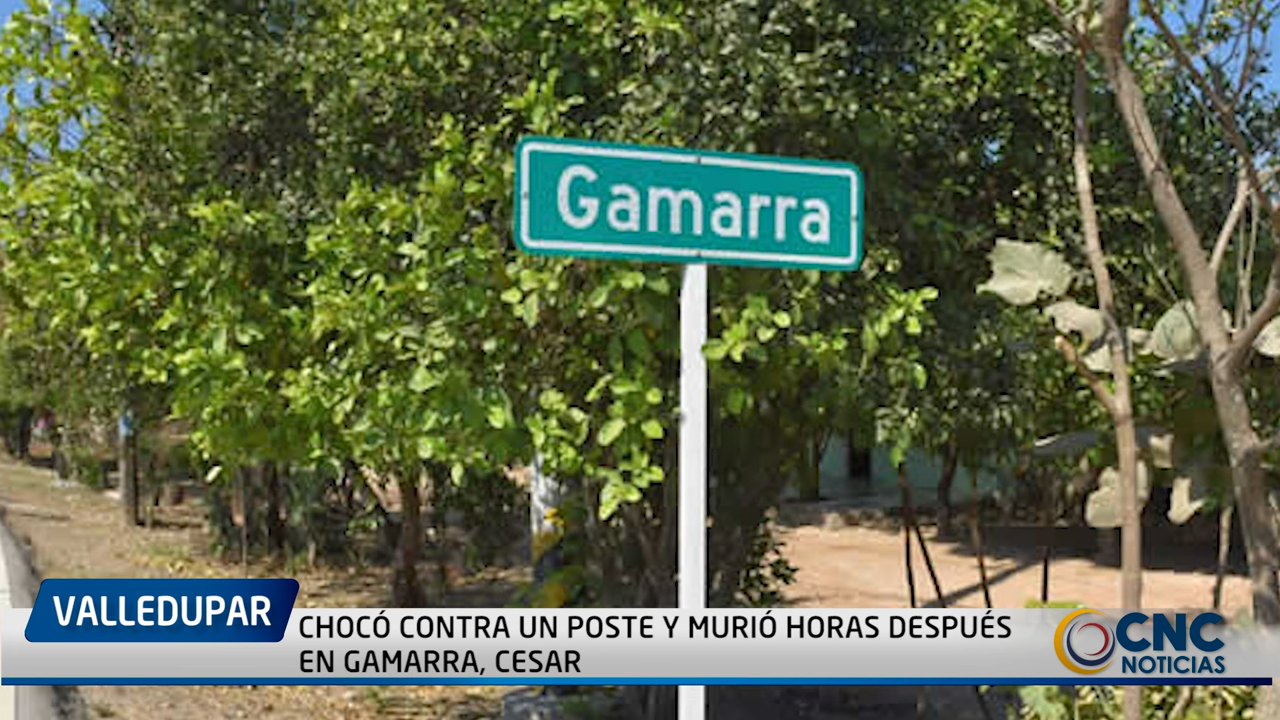 Gamarra
VALLEDUPAR
CHOCÓ CONTRA UN POSTE Y MURIÓ HORAS DESPUÉS
EN GAMARRA, CESAR
CNC
NOTICIAS